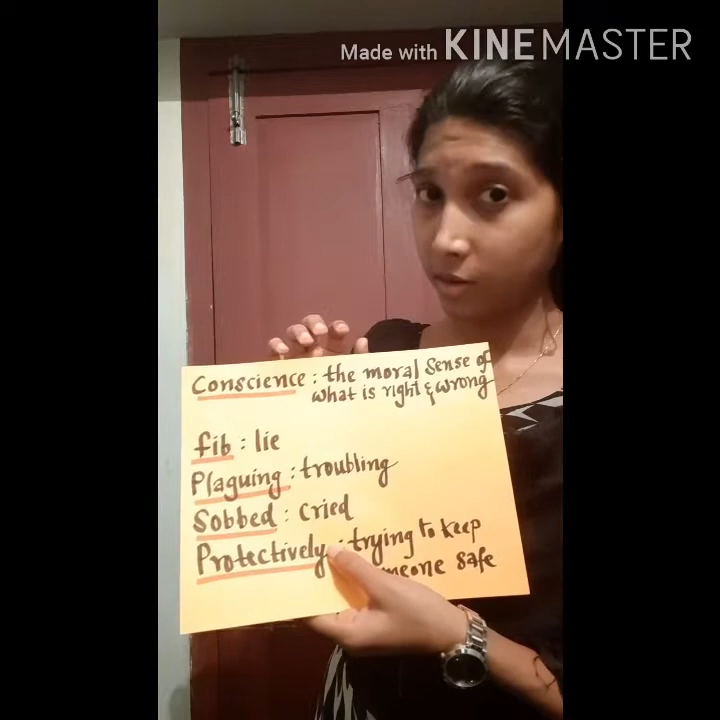 Made with KINEMASTER
Conscience : the moral sense of
what is right & wrong
fib : lie
Plaguing : troubling
Sobbed : cried
Protectively : trying to keep
meone safe